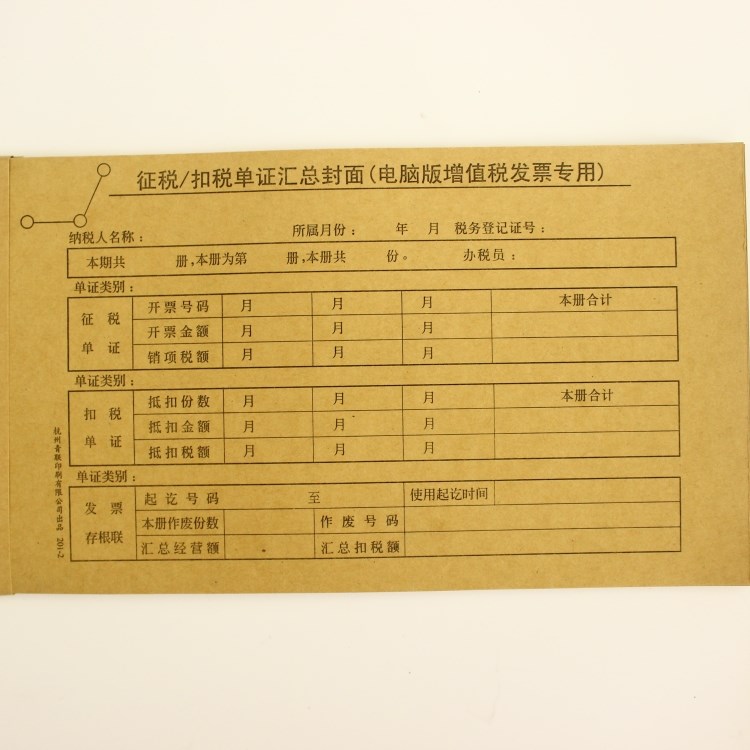 征税/扣税单证汇总封面(电脑版增值税发票专用)
纳税人名称： 所属月份： 年 月 税务登记证号：
本期共 册,本册为第 册,本册共 份。 办税员：
单证类别：
征税单证 开票号码 月 月 月 本册合计
开票金额 月 月 月
销项税额 月 月 月
单证类别：
扣税单证 抵扣份数 月 月 月 本册合计
抵扣金额 月 月 月
抵扣税额 月 月 月
单证类别：
发票存根联 起讫号码 至 使用起讫时间
本册作废份数 作废号码
汇总经营额 汇总扣税额
杭州青联印刷有限公司出品 201-2